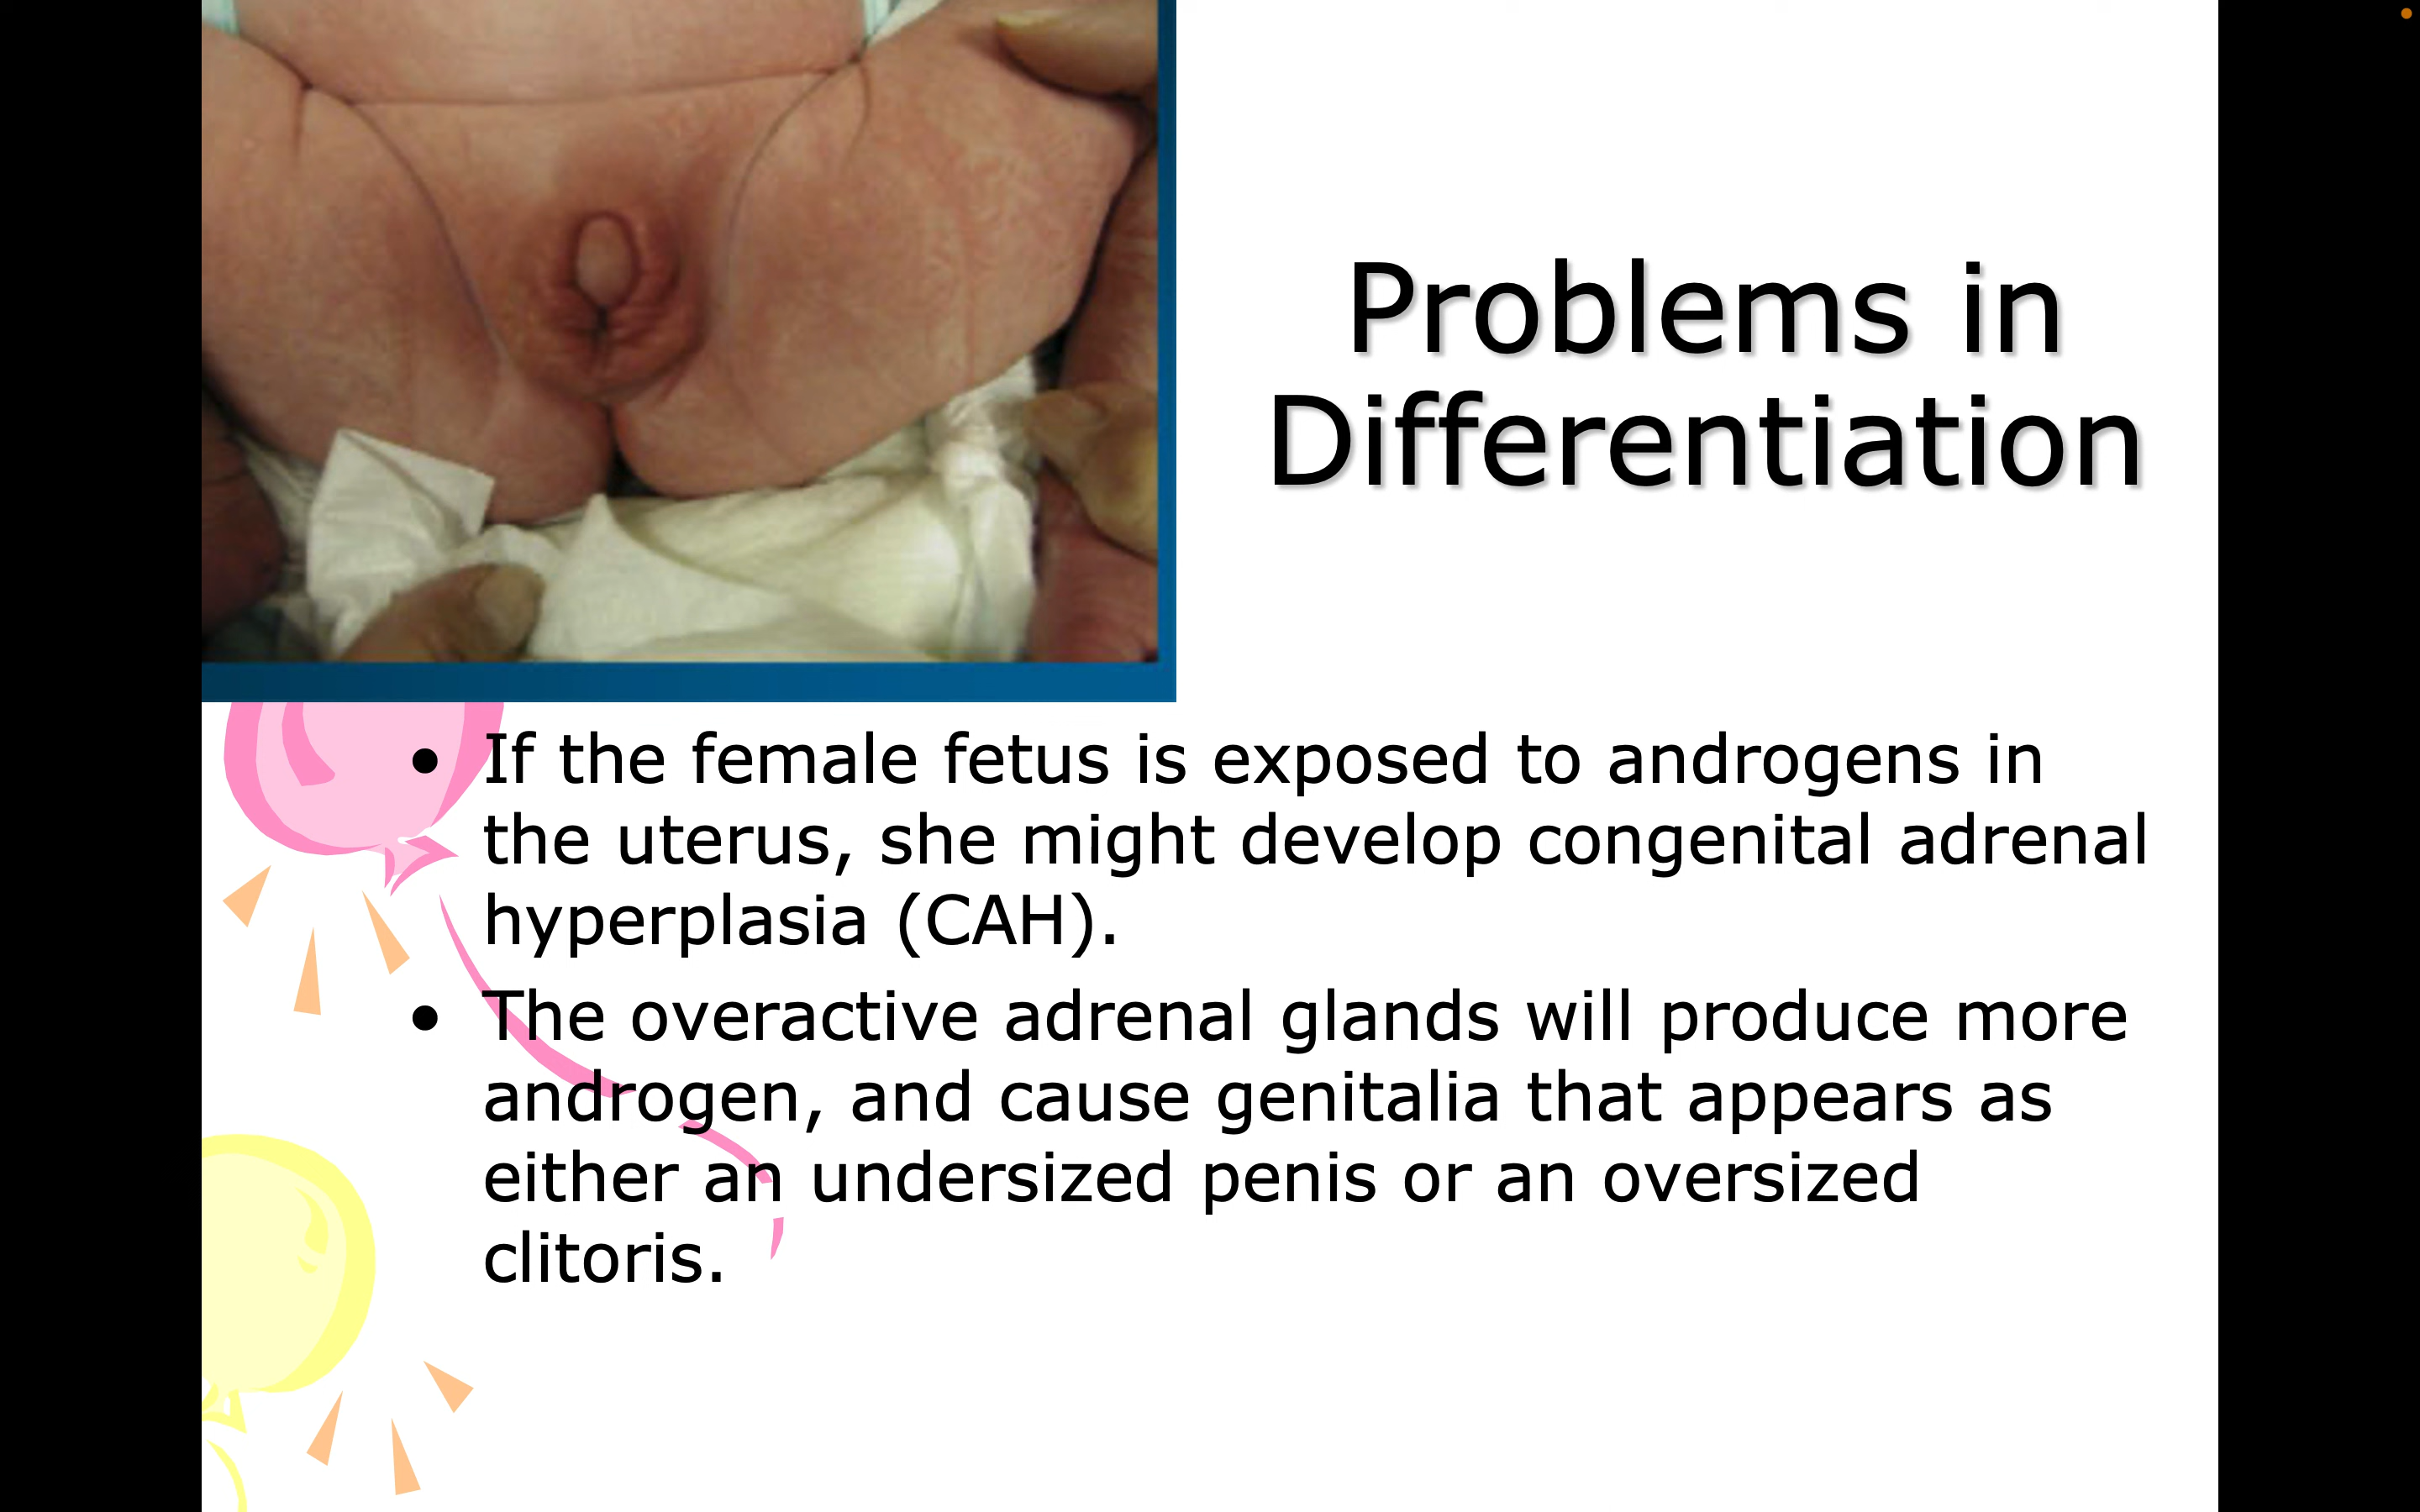 Problems in
Differentiation
• If the female fetus is exposed to androgens in
the uterus, she might develop congenital adrenal
hyperplasia (CAH).
• The overactive adrenal glands will produce more
androgen, and cause genitalia that appears as
either an undersized penis or an oversized
clitoris.